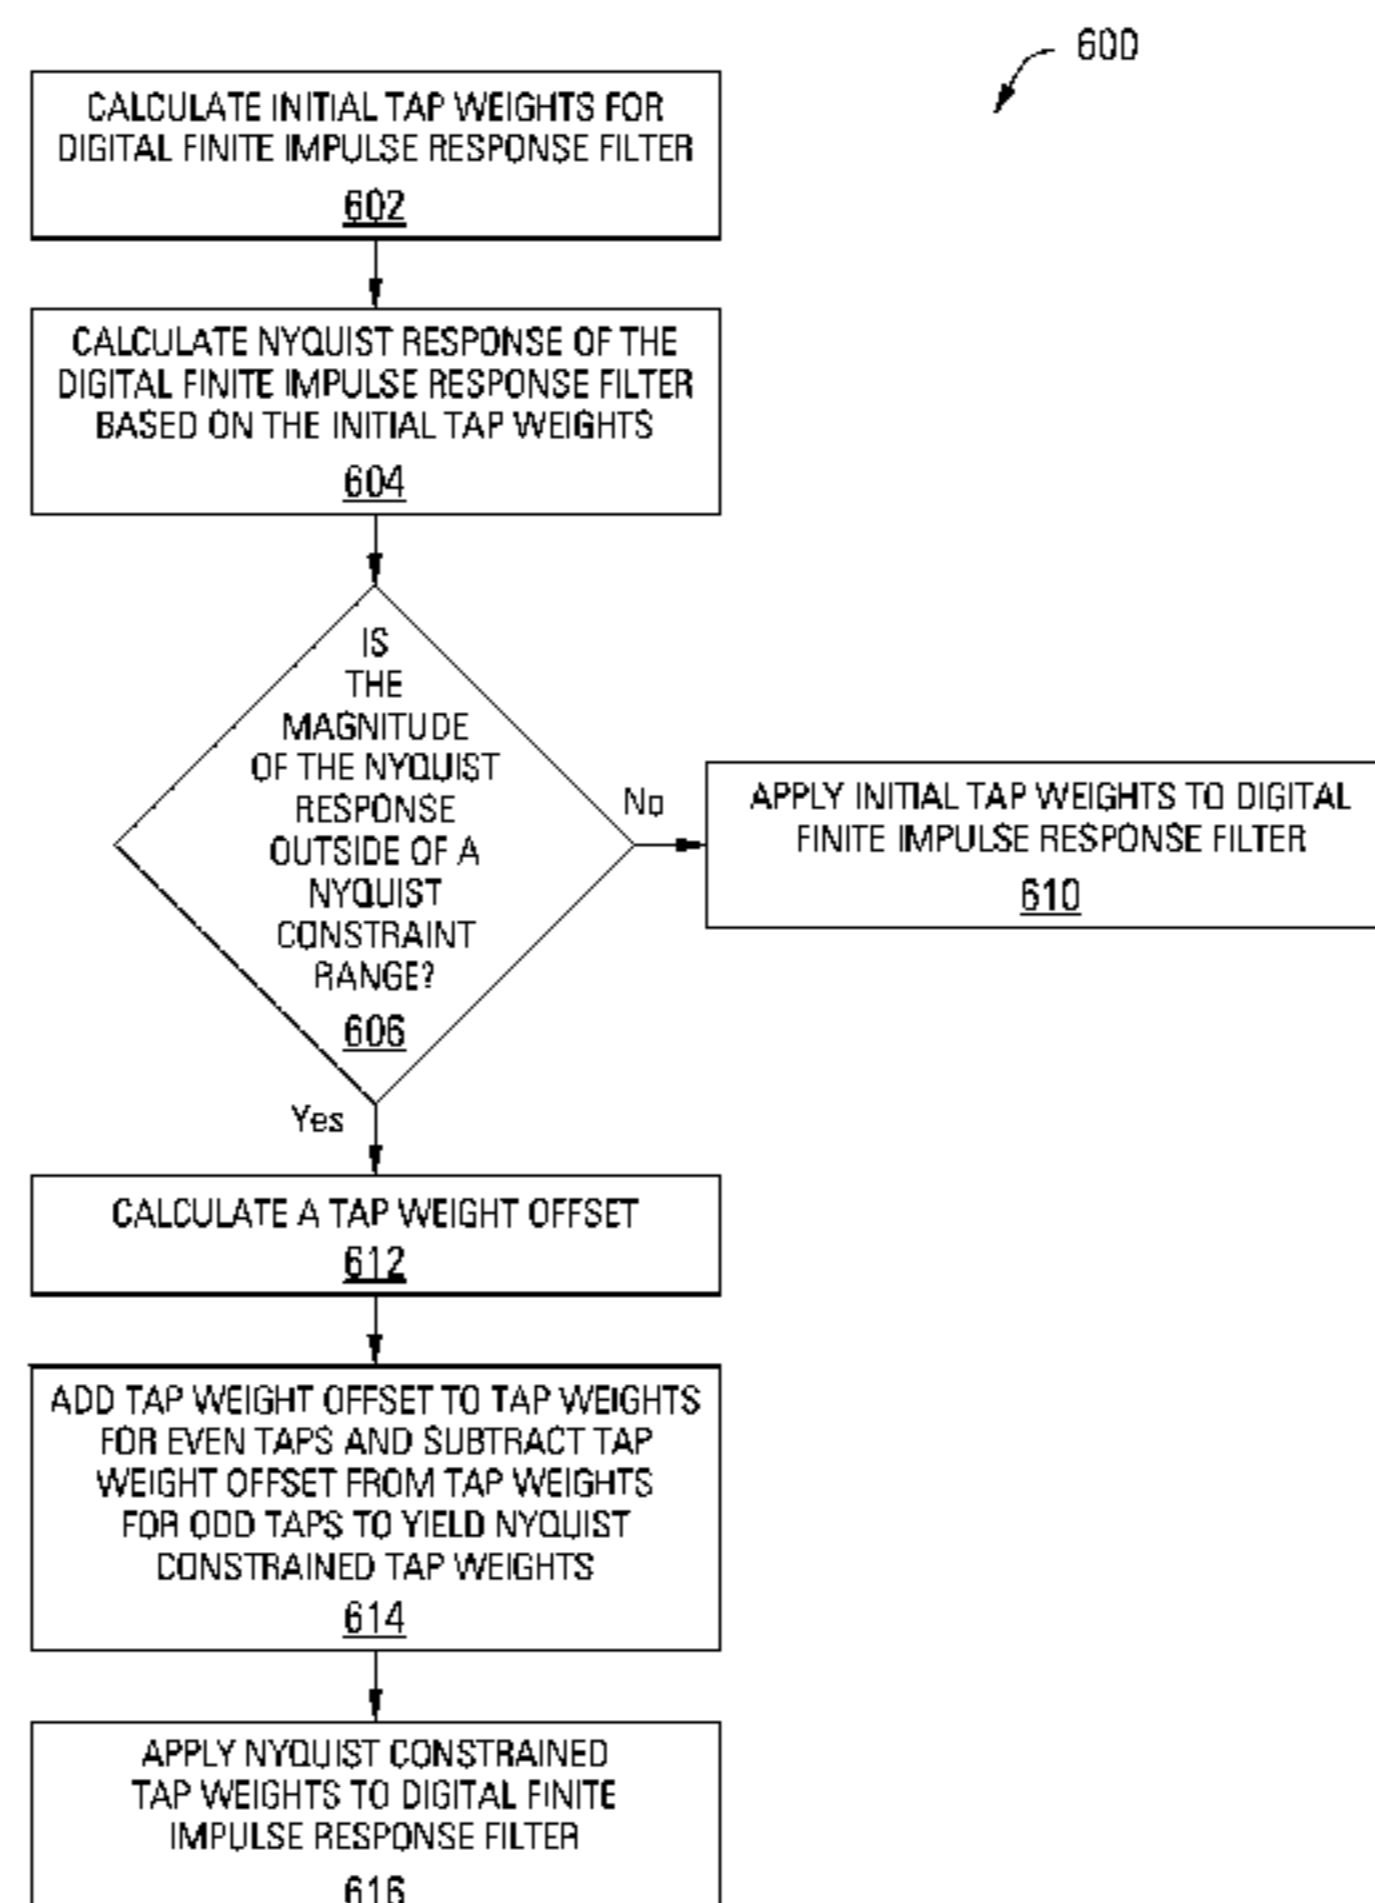 600
CALCULATE INITIAL TAP WEIGHTS FOR
DIGITAL FINITE IMPULSE RESPONSE FILTER
602
CALCULATE NYQUIST RESPONSE OF THE
DIGITAL FINITE IMPULSE RESPONSE FILTER
BASED ON THE INITIAL TAP WEIGHTS
604
IS
THE
MAGNITUDE
OF THE NYQUIST
RESPONSE
OUTSIDE OF A
NYQUIST
CONSTRAINT
RANGE?
606
No
APPLY INITIAL TAP WEIGHTS TO DIGITAL
FINITE IMPULSE RESPONSE FILTER
610
Yes
CALCULATE A TAP WEIGHT OFFSET
612
ADD TAP WEIGHT OFFSET TO TAP WEIGHTS
FOR EVEN TAPS AND SUBTRACT TAP
WEIGHT OFFSET FROM TAP WEIGHTS
FOR ODD TAPS TO YIELD NYQUIST
CONSTRAINED TAP WEIGHTS
614
APPLY NYQUIST CONSTRAINED
TAP WEIGHTS TO DIGITAL FINITE
IMPULSE RESPONSE FILTER
616